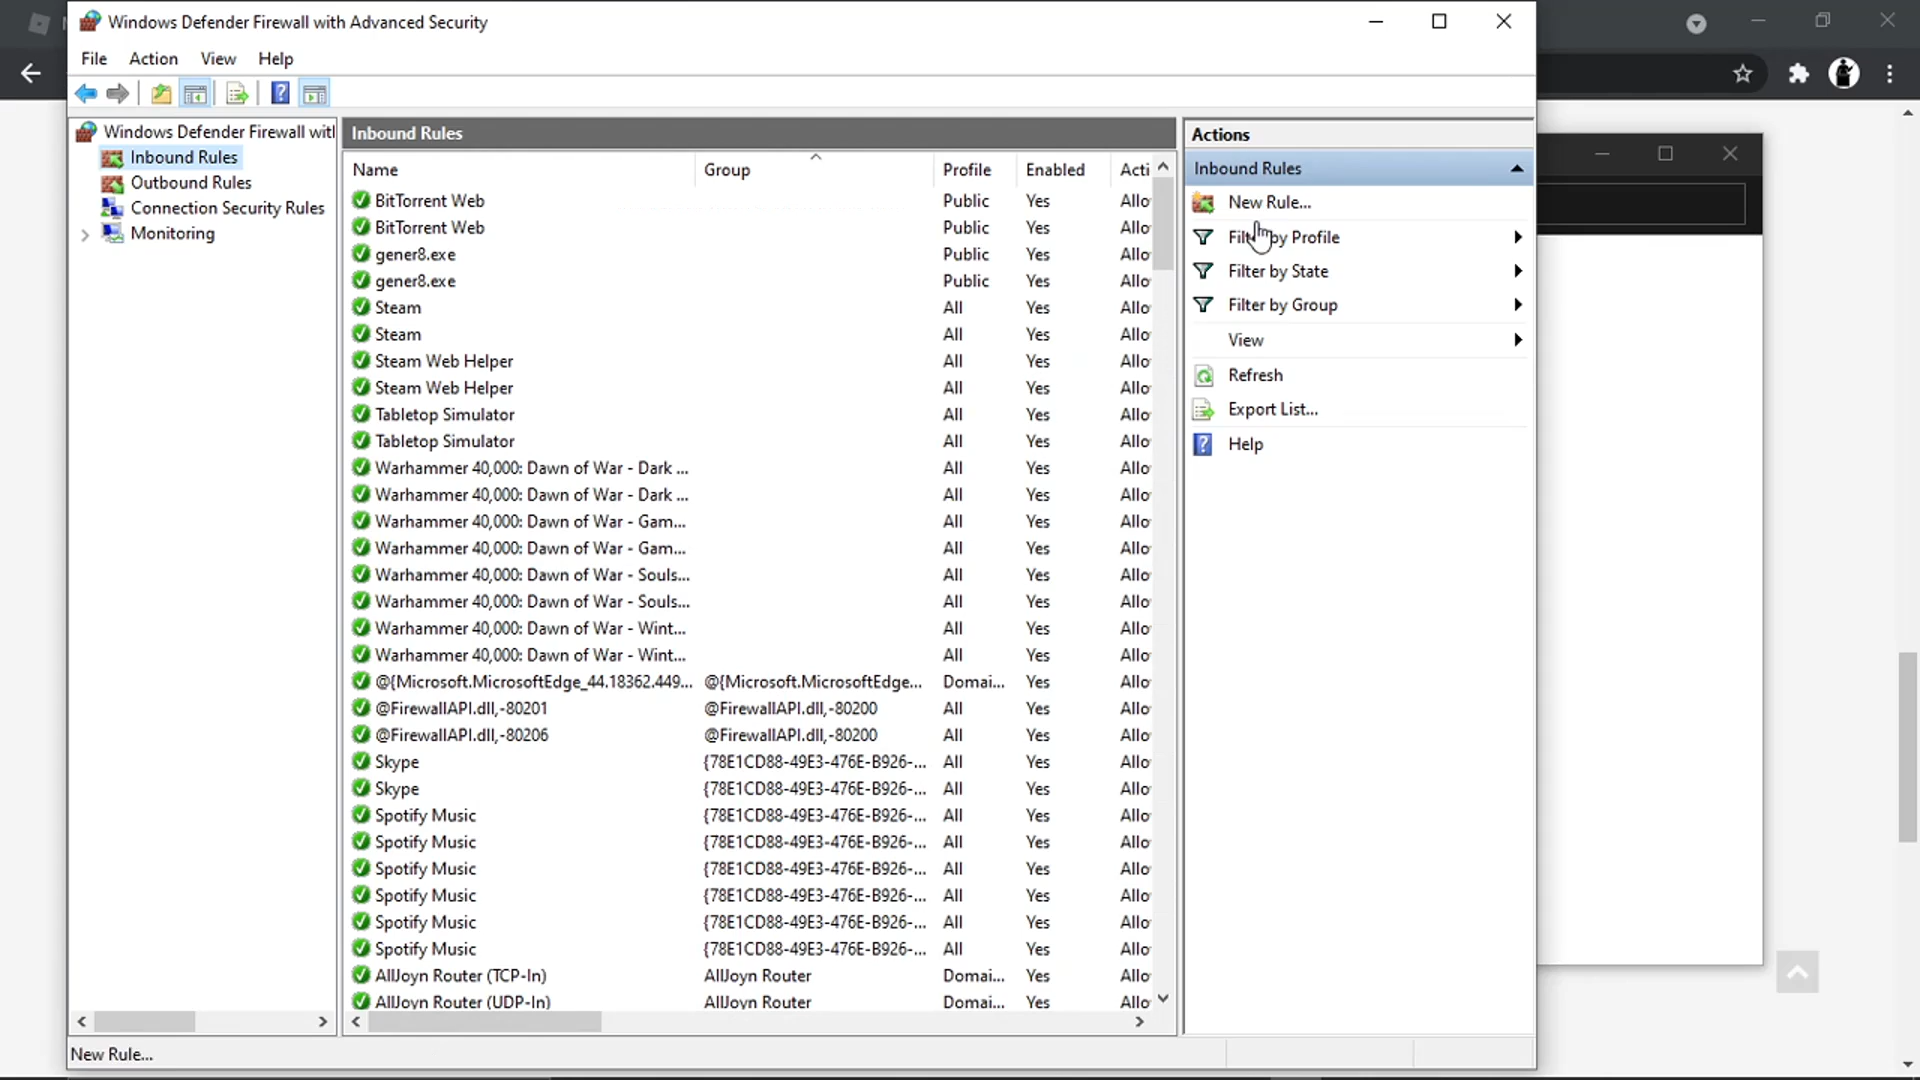 Windows Defender Firewall with Advanced Security
File Action View Help
Windows Defender Firewall wit
Inbound Rules
Outbound Rules
Connection Security Rules
Monitoring
Inbound Rules
Name Group Profile Enabled Acti
BitTorrent Web Public Yes Allo
BitTorrent Web Public Yes Allo
gener8.exe Public Yes Allo
gener8.exe Public Yes Allo
Steam All Yes Allo
Steam All Yes Allo
Steam Web Helper All Yes Allo
Steam Web Helper All Yes Allo
Tabletop Simulator All Yes Allo
Tabletop Simulator All Yes Allo
Warhammer 40,000: Dawn of War - Dark ... All Yes Allo
Warhammer 40,000: Dawn of War - Dark ... All Yes Allo
Warhammer 40,000: Dawn of War - Gam... All Yes Allo
Warhammer 40,000: Dawn of War - Gam... All Yes Allo
Warhammer 40,000: Dawn of War - Souls... All Yes Allo
Warhammer 40,000: Dawn of War - Souls... All Yes Allo
Warhammer 40,000: Dawn of War - Wint... All Yes Allo
Warhammer 40,000: Dawn of War - Wint... All Yes Allo
@{Microsoft.MicrosoftEdge_44.18362.449... @{Microsoft.MicrosoftEdge... Domai... Yes Allo
@FirewallAPI.dll,-80201 @FirewallAPI.dll,-80200 All Yes Allo
@FirewallAPI.dll,-80206 @FirewallAPI.dll,-80200 All Yes Allo
Skype {78E1CD88-49E3-476E-B926-... All Yes Allo
Skype {78E1CD88-49E3-476E-B926-... All Yes Allo
Spotify Music {78E1CD88-49E3-476E-B926-... All Yes Allo
Spotify Music {78E1CD88-49E3-476E-B926-... All Yes Allo
Spotify Music {78E1CD88-49E3-476E-B926-... All Yes Allo
Spotify Music {78E1CD88-49E3-476E-B926-... All Yes Allo
Spotify Music {78E1CD88-49E3-476E-B926-... All Yes Allo
Spotify Music {78E1CD88-49E3-476E-B926-... All Yes Allo
AllJoyn Router (TCP-In) AllJoyn Router Domai... Yes Allo
AllJoyn Router (UDP-In) AllJoyn Router Domai... Yes Allo
Actions
Inbound Rules
New Rule...
Filter by Profile
Filter by State
Filter by Group
View
Refresh
Export List...
Help
New Rule...